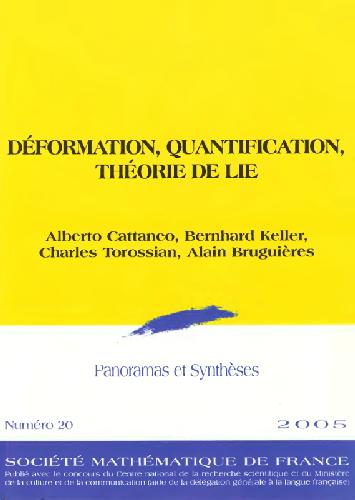 DÉFORMATION, QUANTIFICATION,
THÉORIE DE LIE
Alberto Cattaneo, Bernhard Keller,
Charles Torossian, Alain Bruguières
Panoramas et Synthèses
Numéro 20 2005
SOCIÉTÉ MATHÉMATIQUE DE FRANCE
Publié avec le concours du Centre national de la recherche scientifique et du Ministère
de la culture et de la communication (aide de la délégation générale à la langue française)